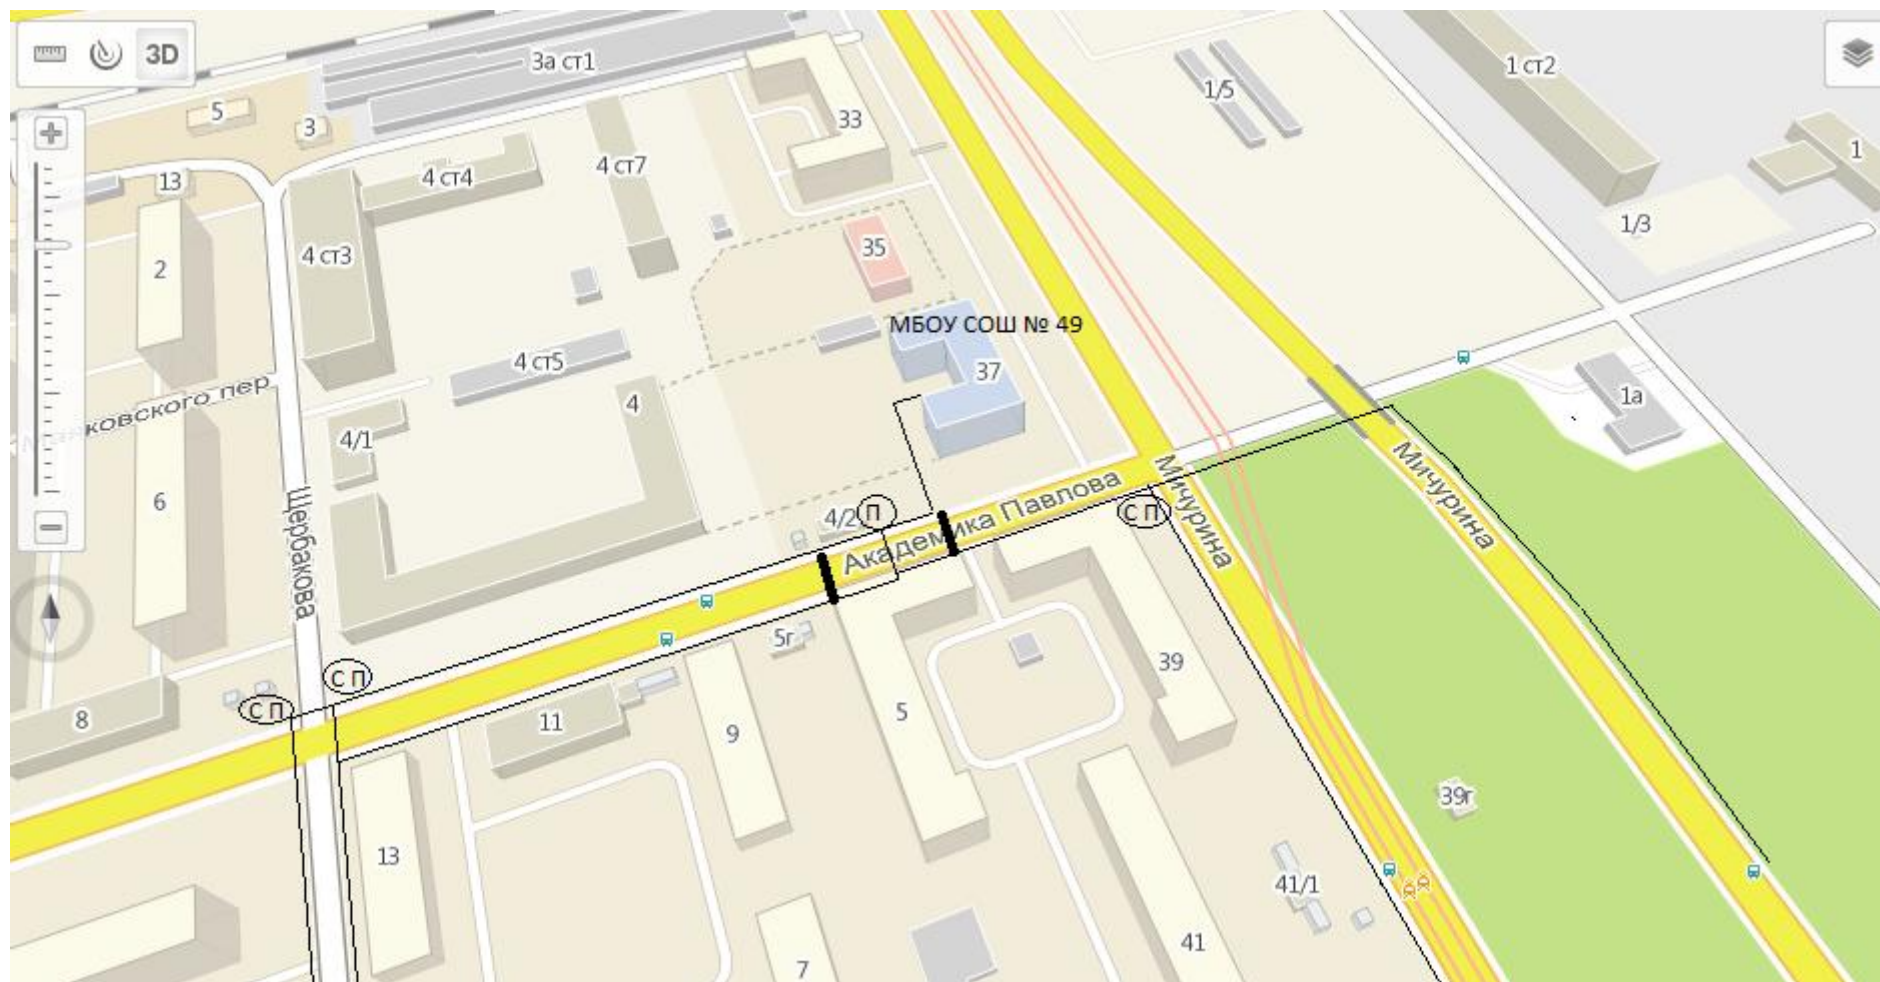 3D
3а ст1
1 ст2
1/5
5
3
33
1
13
4 ст4
4 ст7
1/3
2
4 ст3
35
МБОУ СОШ № 49
4 ст5
37
4
1а
Маяковского пер
4/1
Мичурина
6
Щербакова
4/2
П
Академика Павлова
С П
Мичурина
5г
39
С П
С П
8
11
9
5
39г
13
41/1
41
7